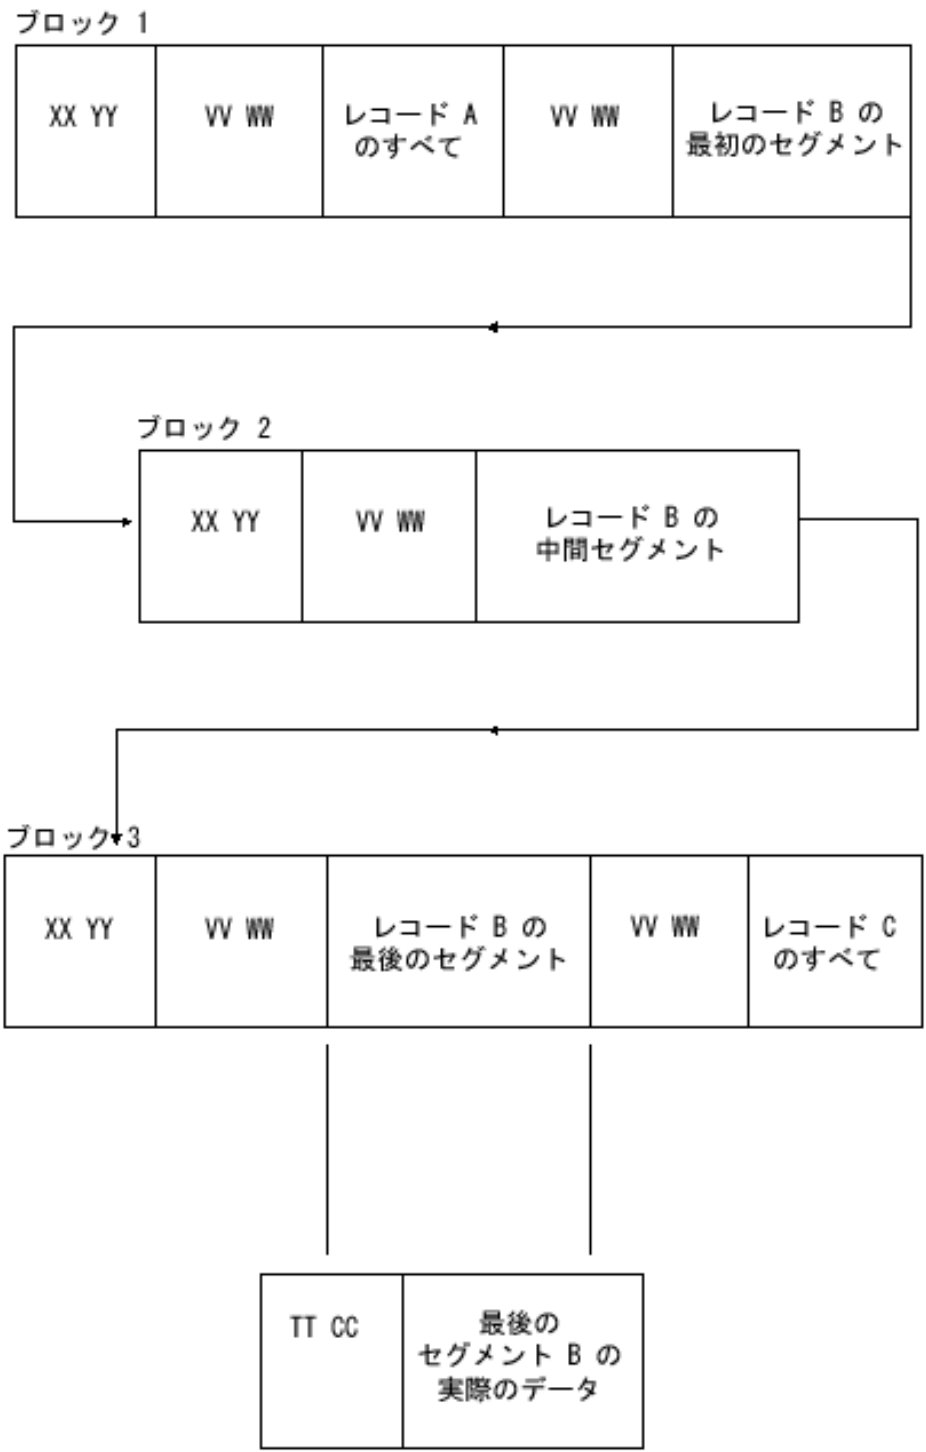 ブロック 1
XX YY
VV WW
レコード A
のすべて
VV WW
レコード B の
最初のセグメント
ブロック 2
XX YY
VV WW
レコード B の
中間セグメント
ブロック 3
XX YY
VV WW
レコード B の
最後のセグメント
VV WW
レコード C
のすべて
TT CC
最後の
セグメント B の
実際のデータ